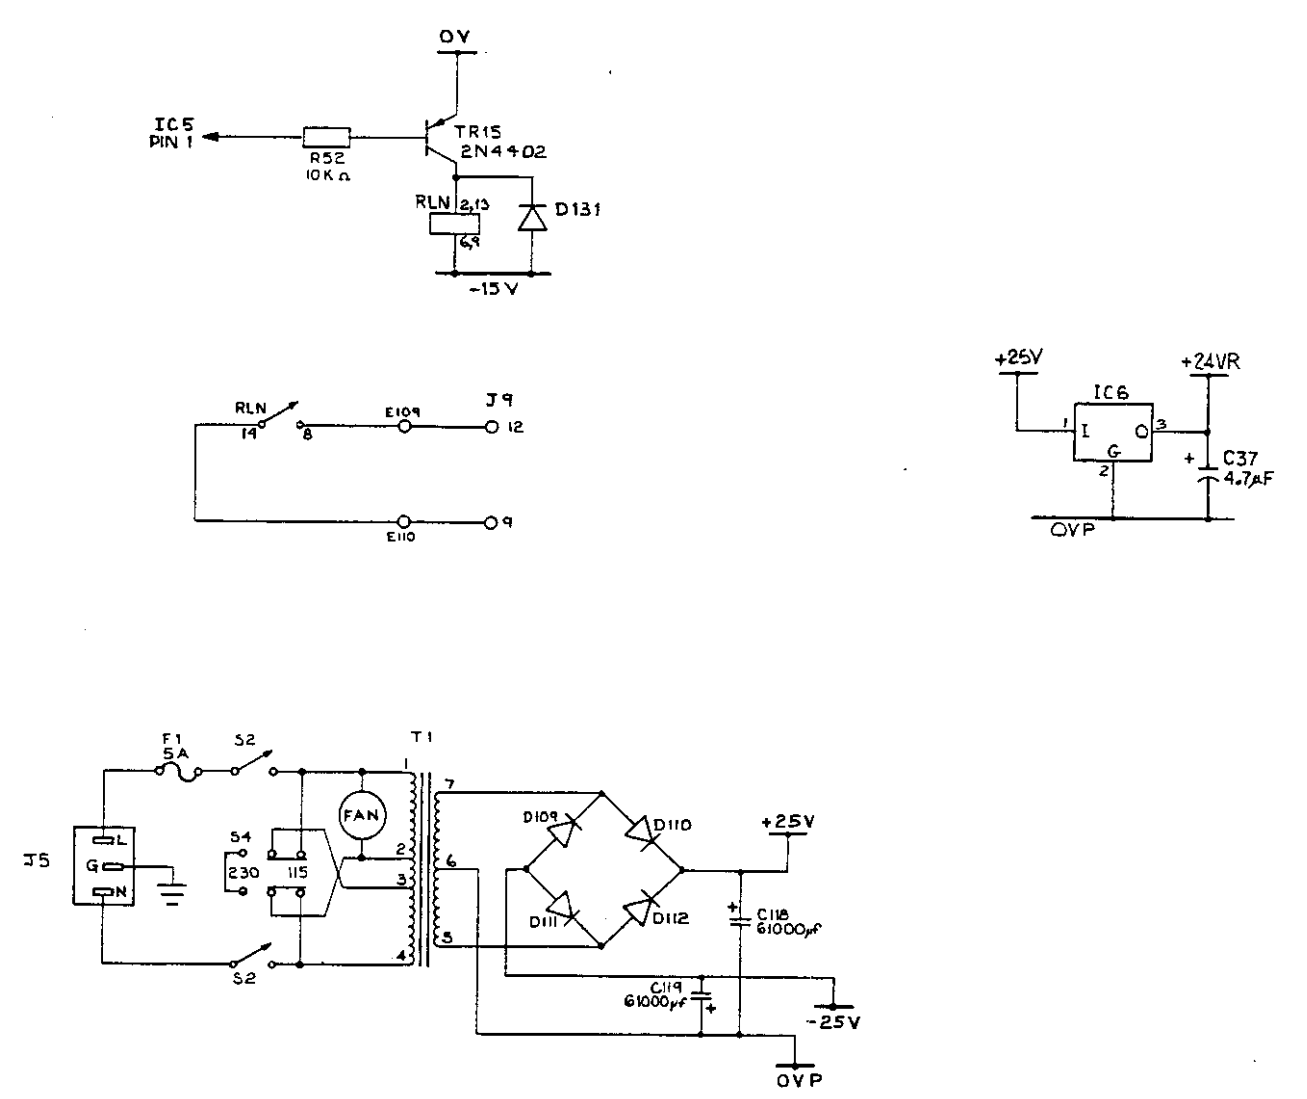 OV
IC5
PIN 1
R52
10K Ω
TR15
2N4402
RLN
2,13
6,9
D131
-15V
+25V
+24VR
IC6
1
I
O
3
G
2
+
C37
4.7µF
OVP
RLN
14
8
E109
J9
12
E110
9
F1
5A
S2
T1
1
7
FAN
D109
D110
+25V
J5
L
G
N
S4
230
115
2
3
6
+
C118
61000µf
D111
D112
4
5
S2
C119
61000µf
+
-25V
OVP